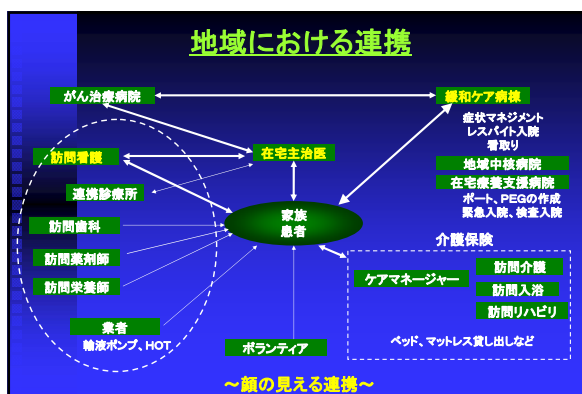 地域における連携
がん治療病院
緩和ケア病棟
症状マネジメント
レスパイト入院
看取り
訪問看護
在宅主治医
地域中核病院
連携診療所
在宅療養支援病院
ポート、PEGの作成
緊急入院、検査入院
訪問歯科
家族
患者
介護保険
訪問薬剤師
ケアマネージャー
訪問介護
訪問栄養師
訪問入浴
訪問リハビリ
業者
輸液ポンプ、HOT
ボランティア
ベッド、マットレス貸し出しなど
～顔の見える連携～